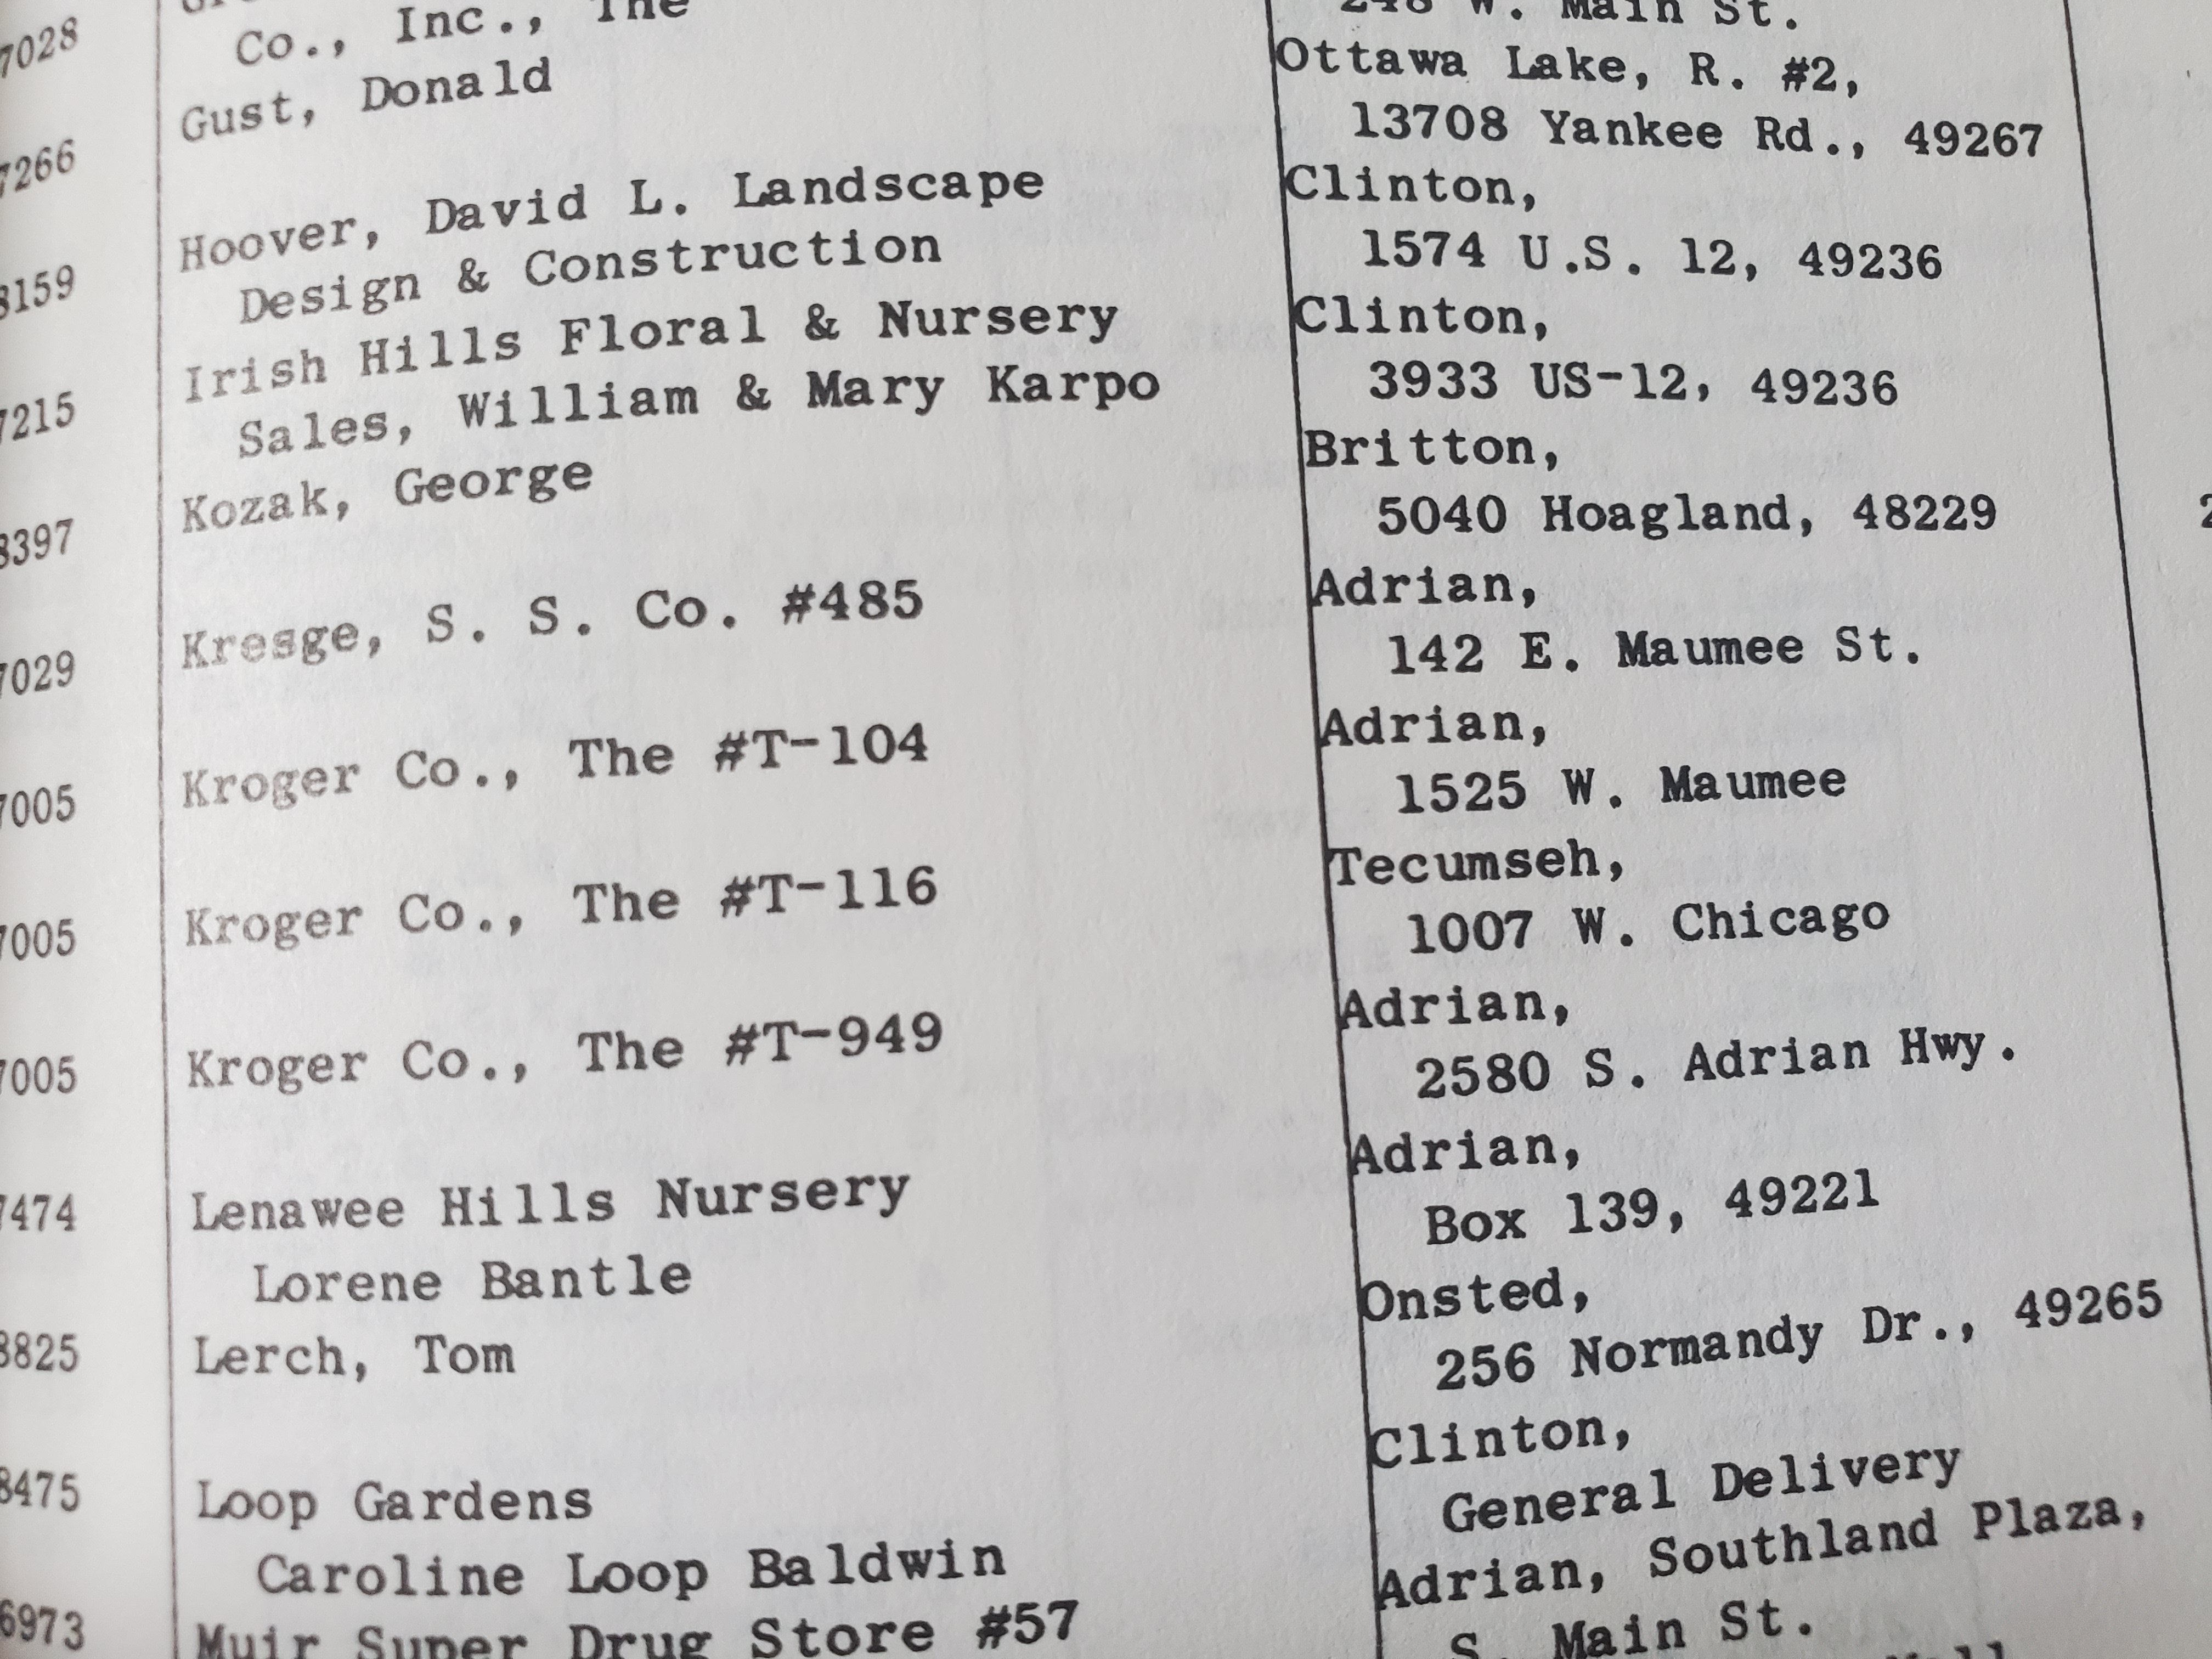 Co., Inc., The
248 W. Main St.
7028 Gust, Donald
Ottawa Lake, R. #2,
13708 Yankee Rd., 49267
7266 Hoover, David L. Landscape
Clinton,
Design & Construction
1574 U.S. 12, 49236
8159 Irish Hills Floral & Nursery
Clinton,
Sales, William & Mary Karpo
3933 US-12, 49236
7215 Kozak, George
Britton,
5040 Hoagland, 48229
8397 Kresge, S. S. Co. #485
Adrian,
142 E. Maumee St.
7029 Kroger Co., The #T-104
Adrian,
1525 W. Maumee
7005 Kroger Co., The #T-116
Tecumseh,
1007 W. Chicago
7005 Kroger Co., The #T-949
Adrian,
2580 S. Adrian Hwy.
7005 Lenawee Hills Nursery
Adrian,
Lorene Bantle
Box 139, 49221
7474 Lerch, Tom
Onsted,
256 Normandy Dr., 49265
8825 Loop Gardens
Clinton,
Caroline Loop Baldwin
General Delivery
8475 Muir Super Drug Store #57
Adrian, Southland Plaza,
S. Main St.
6973